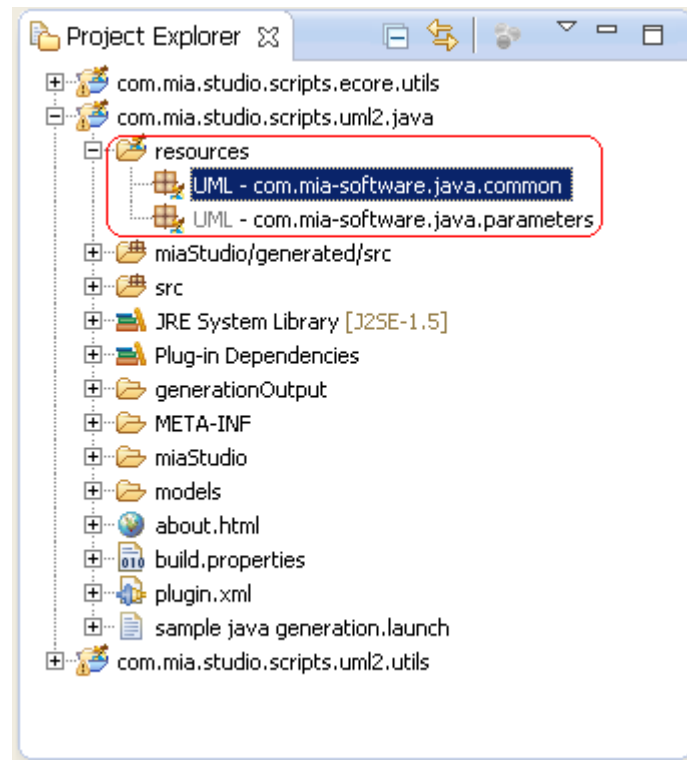 Project Explorer
com.mia.studio.scripts.ecore.utils
com.mia.studio.scripts.uml2.java
resources
UML - com.mia-software.java.common
UML - com.mia-software.java.parameters
miaStudio/generated/src
src
JRE System Library [J2SE-1.5]
Plug-in Dependencies
generationOutput
META-INF
miaStudio
models
about.html
010 build.properties
plugin.xml
sample java generation.launch
com.mia.studio.scripts.uml2.utils